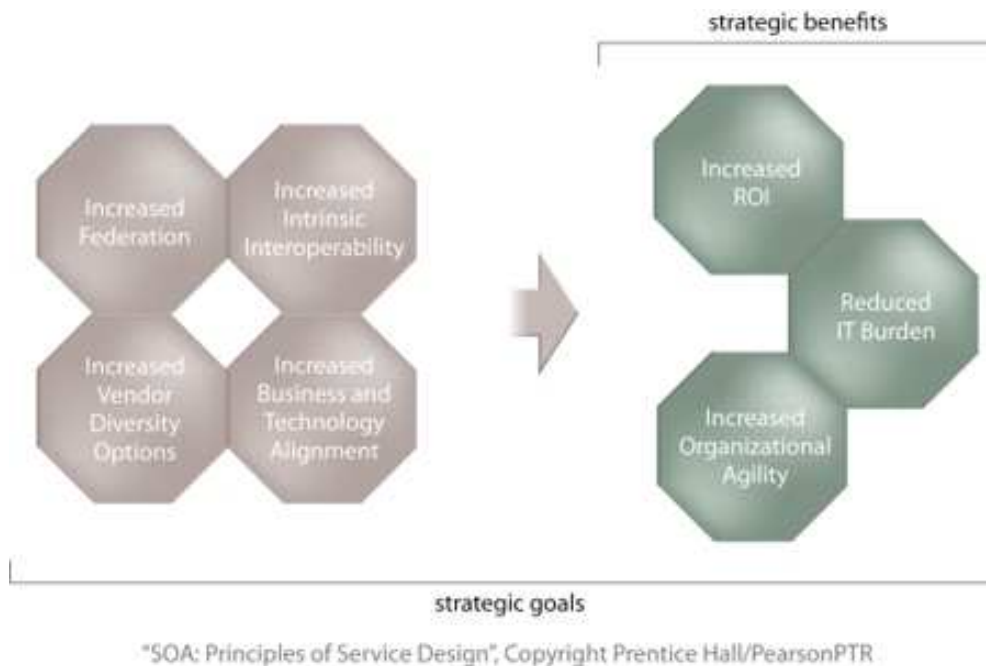 strategic benefits
Increased
Federation
Increased
Intrinsic
Interoperability
Increased
Vendor
Diversity
Options
Increased
Business and
Technology
Alignment
Increased
ROI
Reduced
IT Burden
Increased
Organizational
Agility
strategic goals
"SOA: Principles of Service Design", Copyright Prentice Hall/PearsonPTR